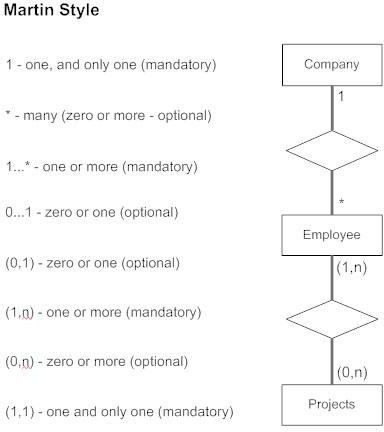 Martin Style
1 - one, and only one (mandatory)
* - many (zero or more - optional)
1...* - one or more (mandatory)
0...1 - zero or one (optional)
(0,1) - zero or one (optional)
(1,n) - one or more (mandatory)
(0,n) - zero or more (optional)
(1,1) - one and only one (mandatory)
Company
1
*
Employee
(1,n)
(0,n)
Projects